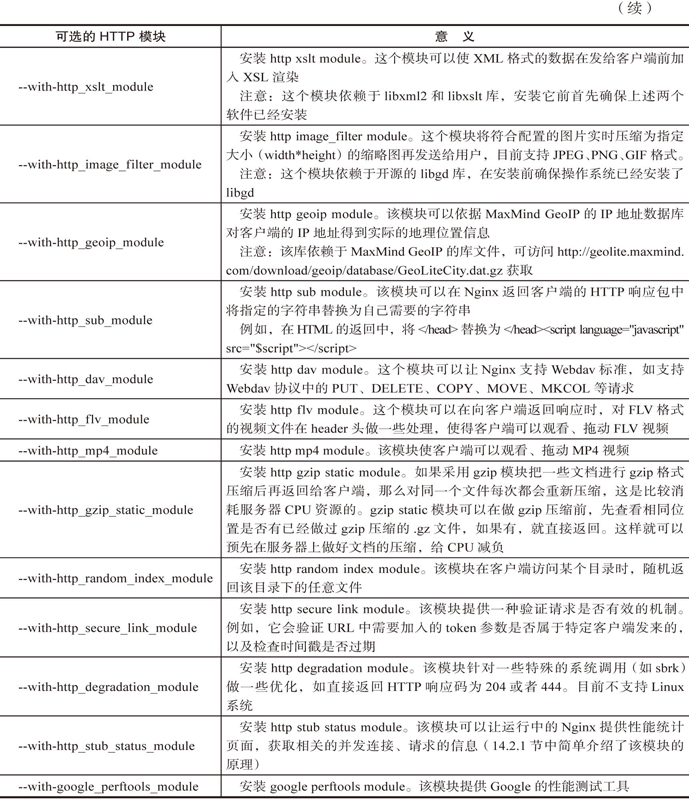 （续）
可选的 HTTP 模块
意 义
--with-http_xslt_module
安装 http xslt module。这个模块可以使 XML 格式的数据在发给客户端前加
入 XSL 渲染
注意：这个模块依赖于 libxml2 和 libxslt 库，安装它前首先确保上述两个
软件已经安装
--with-http_image_filter_module
安装 http image_filter module。这个模块将符合配置的图片实时压缩为指定
大小（width*height）的缩略图再发送给用户，目前支持 JPEG、PNG、GIF 格式。
注意：这个模块依赖于开源的 libgd 库，在安装前确保操作系统已经安装了
libgd
--with-http_geoip_module
安装 http geoip module。该模块可以依据 MaxMind GeoIP 的 IP 地址数据库
对客户端的 IP 地址得到实际的地理位置信息
注意：该库依赖于 MaxMind GeoIP 的库文件，可访问 http://geolite.maxmind.
com/download/geoip/database/GeoLiteCity.dat.gz 获取
--with-http_sub_module
安装 http sub module。该模块可以在 Nginx 返回客户端的 HTTP 响应包中
将指定的字符串替换为自己需要的字符串
例如，在 HTML 的返回中，将 </head> 替换为 </head><script language="javascript"
src="$script"></script>
--with-http_dav_module
安装 http dav module。这个模块可以让 Nginx 支持 Webdav 标准，如支持
Webdav 协议中的 PUT、DELETE、COPY、MOVE、MKCOL 等请求
--with-http_flv_module
安装 http flv module。这个模块可以在向客户端返回响应时，对 FLV 格式
的视频文件在 header 头做一些处理，使得客户端可以观看、拖动 FLV 视频
--with-http_mp4_module
安装 http mp4 module。该模块使客户端可以观看、拖动 MP4 视频
--with-http_gzip_static_module
安装 http gzip static module。如果采用 gzip 模块把一些文档进行 gzip 格式
压缩后再返回给客户端，那么对同一个文件每次都会重新压缩，这是比较消
耗服务器 CPU 资源的。gzip static 模块可以在做 gzip 压缩前，先查看相同位
置是否有已经做过 gzip 压缩的 .gz 文件，如果有，就直接返回。这样就可以
预先在服务器上做好文档的压缩，给 CPU 减负
--with-http_random_index_module
安装 http random index module。该模块在客户端访问某个目录时，随机返
回该目录下的任意文件
--with-http_secure_link_module
安装 http secure link module。该模块提供一种验证请求是否有效的机制。
例如，它会验证 URL 中需要加入的 token 参数是否属于特定客户端发来的，
以及检查时间戳是否过期
--with-http_degradation_module
安装 http degradation module。该模块针对一些特殊的系统调用（如 sbrk）
做一些优化，如直接返回 HTTP 响应码为 204 或者 444。目前不支持 Linux
系统
--with-http_stub_status_module
安装 http stub status module。该模块可以让运行中的 Nginx 提供性能统计
页面，获取相关的并发连接、请求的信息（14.2.1 节中简单介绍了该模块的
原理）
--with-google_perftools_module
安装 google perftools module。该模块提供 Google 的性能测试工具